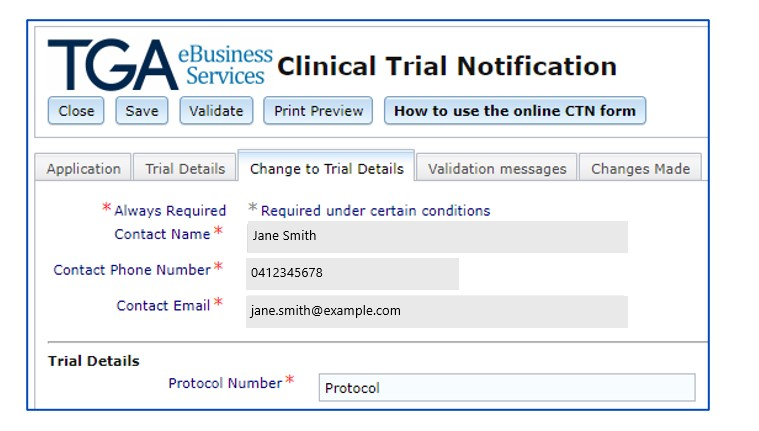 TGA eBusiness Services Clinical Trial Notification
Close Save Validate Print Preview How to use the online CTN form
Application Trial Details Change to Trial Details Validation messages Changes Made
* Always Required * Required under certain conditions
Contact Name * Jane Smith
Contact Phone Number * 0412345678
Contact Email * jane.smith@example.com
Trial Details
Protocol Number * Protocol